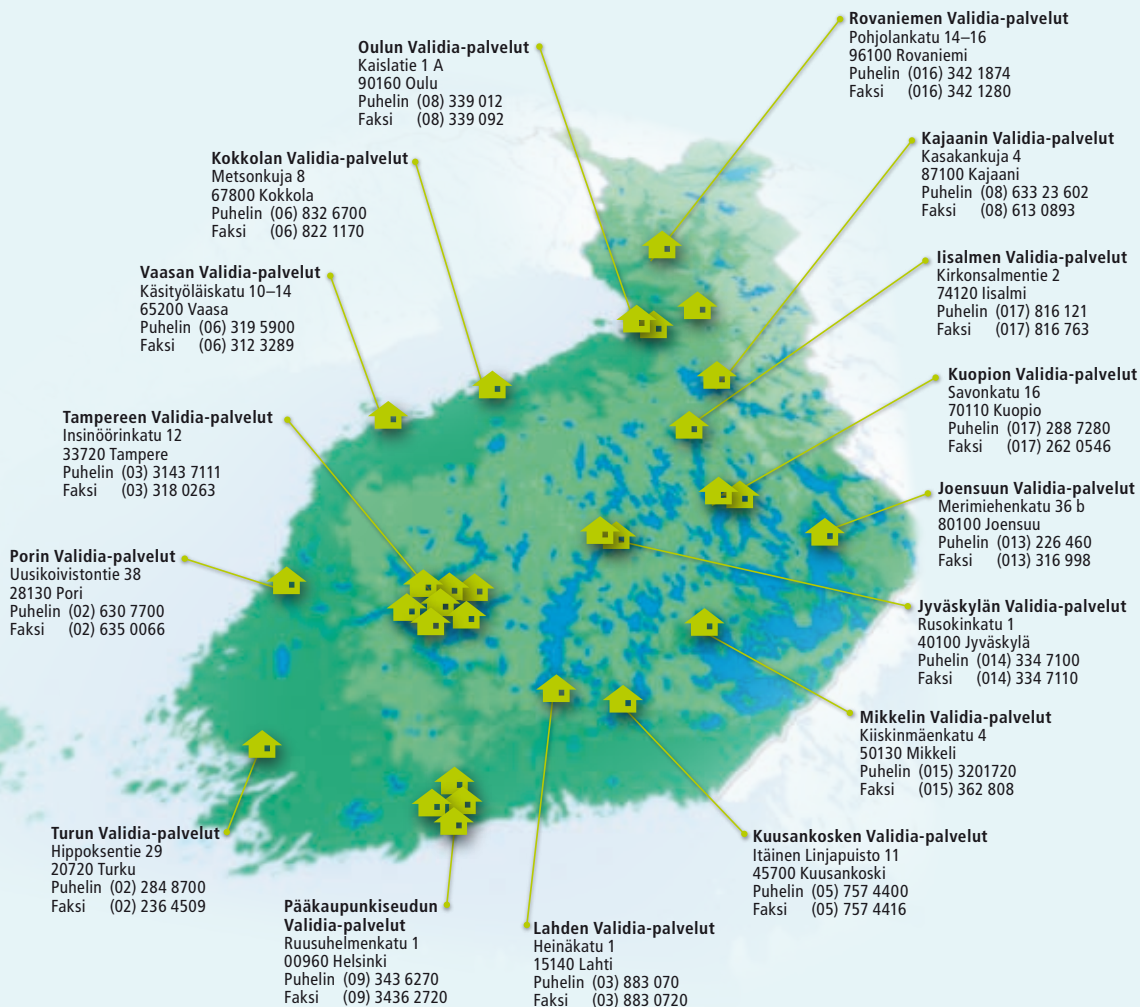 Rovaniemen Validia-palvelut
Pohjolankatu 14–16
96100 Rovaniemi
Puhelin (016) 342 1874
Faksi (016) 342 1280
Oulun Validia-palvelut
Kaislatie 1 A
90160 Oulu
Puhelin (08) 339 012
Faksi (08) 339 092
Kajaanin Validia-palvelut
Kasakankuja 4
87100 Kajaani
Puhelin (08) 633 23 602
Faksi (08) 613 0893
Kokkolan Validia-palvelut
Metsonkuja 8
67800 Kokkola
Puhelin (06) 832 6700
Faksi (06) 822 1170
Iisalmen Validia-palvelut
Kirkonsalmentie 2
74120 Iisalmi
Puhelin (017) 816 121
Faksi (017) 816 763
Vaasan Validia-palvelut
Käsityöläiskatu 10–14
65200 Vaasa
Puhelin (06) 319 5900
Faksi (06) 312 3289
Kuopion Validia-palvelut
Savonkatu 16
70110 Kuopio
Puhelin (017) 288 7280
Faksi (017) 262 0546
Tampereen Validia-palvelut
Insinöörinkatu 12
33720 Tampere
Puhelin (03) 3143 7111
Faksi (03) 318 0263
Joensuun Validia-palvelut
Merimiehenkatu 36 b
80100 Joensuu
Puhelin (013) 226 460
Faksi (013) 316 998
Porin Validia-palvelut
Uusikoivistontie 38
28130 Pori
Puhelin (02) 630 7700
Faksi (02) 635 0066
Jyväskylän Validia-palvelut
Rusokinkatu 1
40100 Jyväskylä
Puhelin (014) 334 7100
Faksi (014) 334 7110
Mikkelin Validia-palvelut
Kiiskinmäenkatu 4
50130 Mikkeli
Puhelin (015) 3201720
Faksi (015) 362 808
Turun Validia-palvelut
Hippoksentie 29
20720 Turku
Puhelin (02) 284 8700
Faksi (02) 236 4509
Kuusankosken Validia-palvelut
Itäinen Linjapuisto 11
45700 Kuusankoski
Puhelin (05) 757 4400
Faksi (05) 757 4416
Pääkaupunkiseudun
Validia-palvelut
Ruusuhelmenkatu 1
00960 Helsinki
Puhelin (09) 343 6270
Faksi (09) 3436 2720
Lahden Validia-palvelut
Heinäkatu 1
15140 Lahti
Puhelin (03) 883 070
Faksi (03) 883 0720